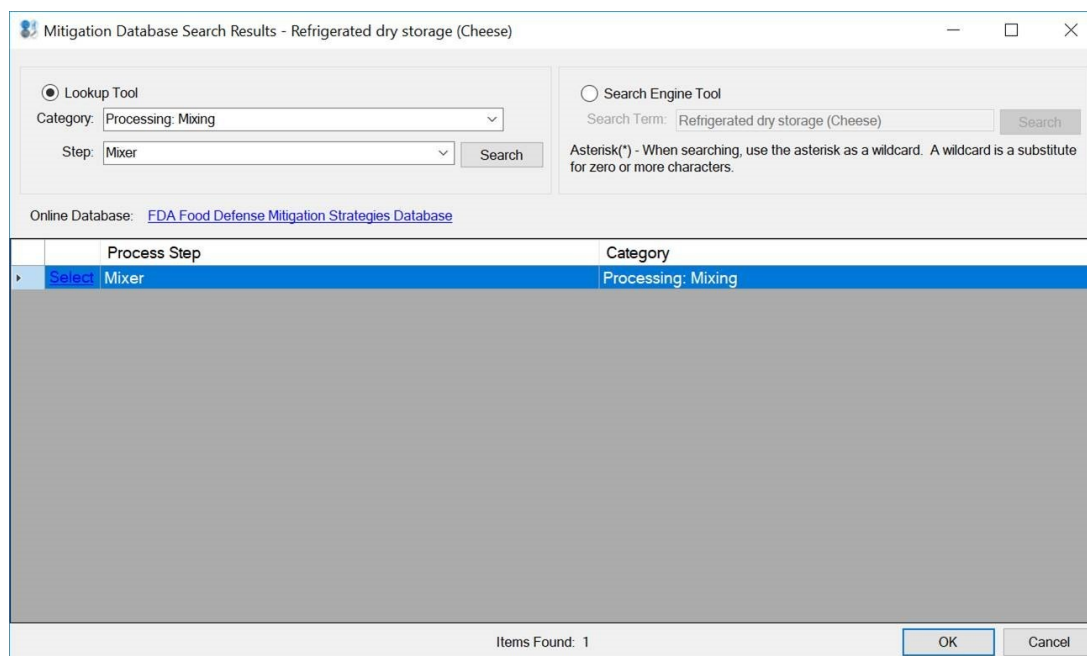 Mitigation Database Search Results - Refrigerated dry storage (Cheese)
Lookup Tool
Category: Processing: Mixing
Step: Mixer Search
Search Engine Tool
Search Term: Refrigerated dry storage (Cheese) Search
Asterisk(*) - When searching, use the asterisk as a wildcard. A wildcard is a substitute
for zero or more characters.
Online Database: FDA Food Defense Mitigation Strategies Database
Process Step Category
Select Mixer Processing: Mixing
Items Found: 1 OK Cancel